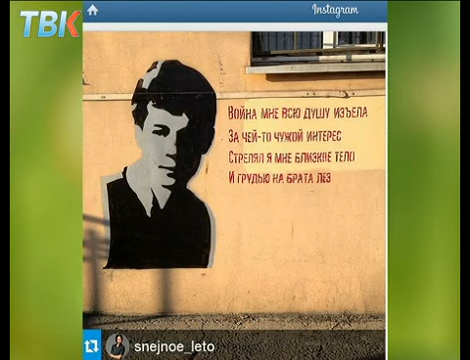 ТВК
Instagram
Война мне всю душу изъела
За чей-то чужой интерес
Стрелял я мне близкое тело
И грудью на брата лез
snejnoe_leto